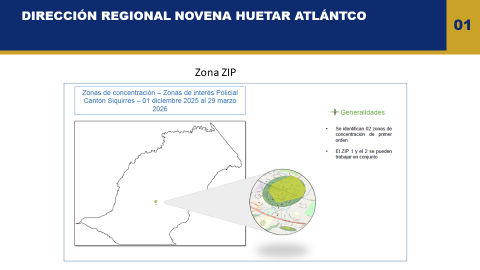 DIRECCIÓN REGIONAL NOVENA HUETAR ATLÁNTCO
01
Zona ZIP
Zonas de concentración – Zonas de interés Policial
Cantón Siquirres – 01 diciembre 2025 al 29 marzo
2026
Generalidades
• Se identifican 02 zonas de
concentración de primer
orden
• El ZIP 1 y el 2 se pueden
trabajar en conjunto